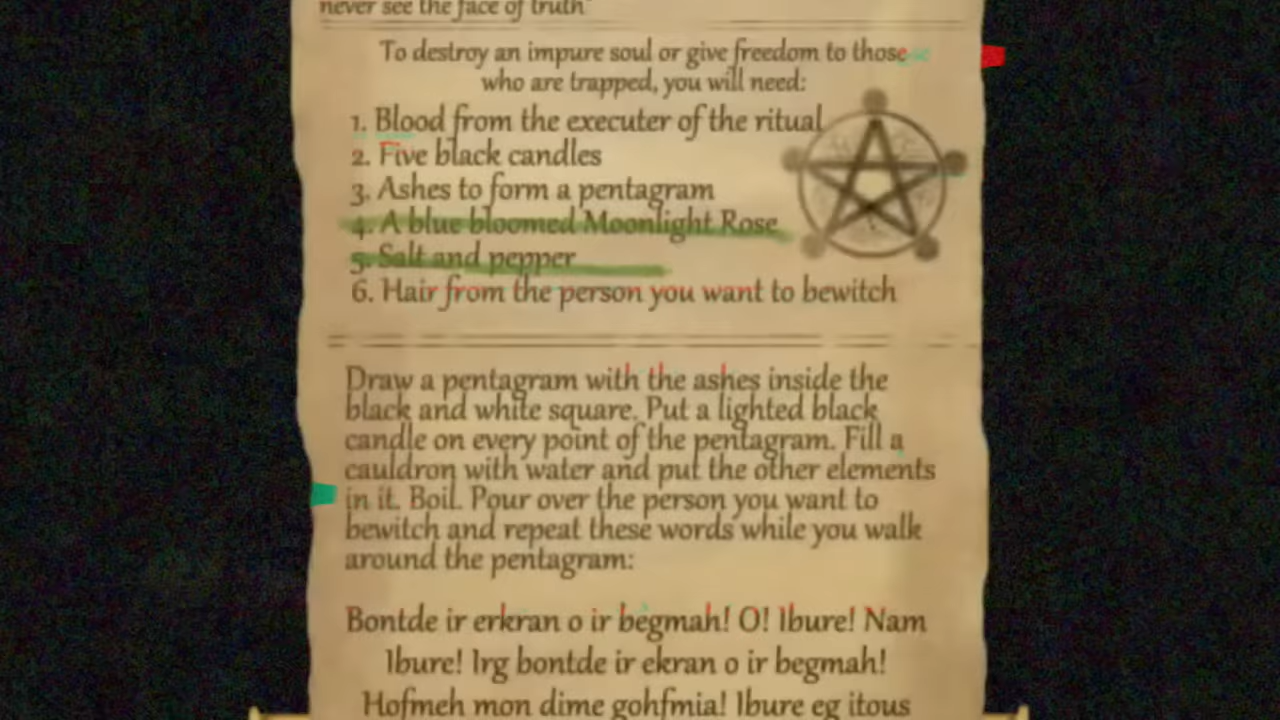 never see the face of truth"
To destroy an impure soul or give freedom to those
who are trapped, you will need:
1. Blood from the executer of the ritual
2. Five black candles
3. Ashes to form a pentagram
4. A blue bloomed Moonlight Rose
5. Salt and pepper
6. Hair from the person you want to bewitch
Draw a pentagram with the ashes inside the
black and white square. Put a lighted black
candle on every point of the pentagram. Fill a
cauldron with water and put the other elements
in it. Boil. Pour over the person you want to
bewitch and repeat these words while you walk
around the pentagram:
Bontde ir erkran o ir begmah! O! Ibure! Nam
Ibure! Irg bontde ir ekran o ir begmah!
Hofmeh mon dime gohfmia! Ibure eg itous